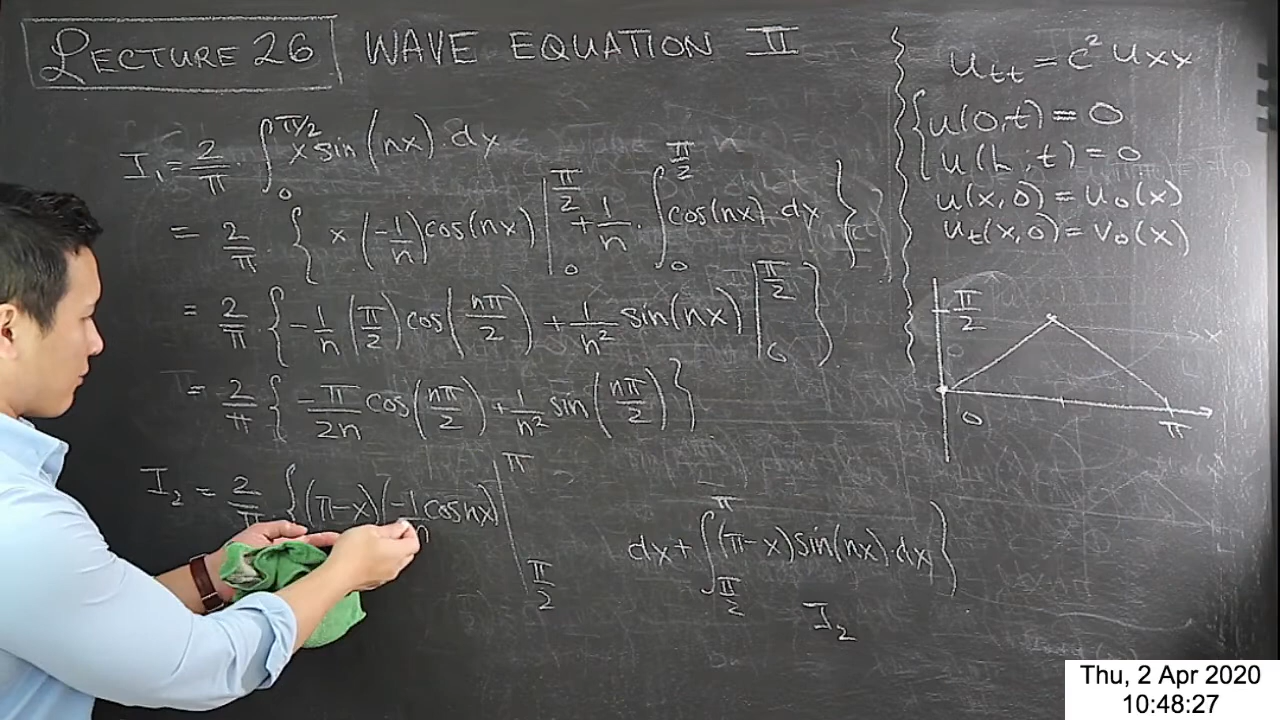 LECTURE 26 WAVE EQUATION II
I₁ = 2/π · ∫₀^{π/2} x sin(nx) · dx
= 2/π · { x (-1/n) cos(nx) |₀^{π/2} + 1/n · ∫₀^{π/2} cos(nx) · dx }
= 2/π · { -1/n (π/2) cos(nπ/2) + 1/n² sin(nx) |₀^{π/2} }
= 2/π { -π/2n cos(nπ/2) + 1/n² sin(nπ/2) }
I₂ = 2/π { (π-x) (-1/n cosnx) |_{π/2}^{π}
dx + ∫_{π/2}^{π} (π-x) sin(nx) · dx }
I₂
u_tt = c² u_xx
{ u(0,t) = 0
u(L,t) = 0
u(x,0) = u₀(x)
u_t(x,0) = v₀(x)
π/2
x
0
π
Thu, 2 Apr 2020
10:48:27